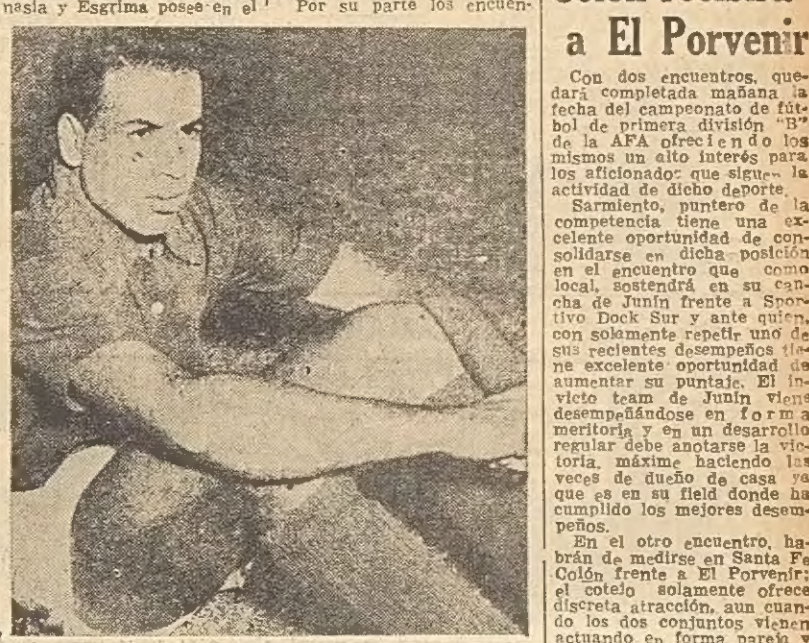 nasia y Esgrima posee en el
Por su parte los encuen-
a El Porvenir
Con dos encuentros, que-
dará completada mañana la
fecha del campeonato de fút-
bol de primera división "B"
de la AFA ofreciendo los
mismos un alto interés para
los aficionados que siguen la
actividad de dicho deporte.
Sarmiento, puntero de la
competencia tiene una ex-
celente oportunidad de con-
solidarse en dicha posición
en el encuentro que como
local, sostendrá en su can-
cha de Junín frente a Spor-
tivo Dock Sur y ante quien,
con solamente repetir uno de
sus recientes desempeños tie-
ne excelente oportunidad de
aumentar su puntaje. El in-
victo team de Junín viene
desempeñándose en forma
meritoria y en un desarrollo
regular debe anotarse la vic-
toria, máxime haciendo las
veces de dueño de casa ya
que es en su field donde ha
cumplido los mejores desem-
peños.
En el otro encuentro, ha-
brán de medirse en Santa Fe
Colón frente a El Porvenir;
el cotejo solamente ofrece
discreta atracción, aun cuan-
do los dos conjuntos vienen
actuando en forma pareja